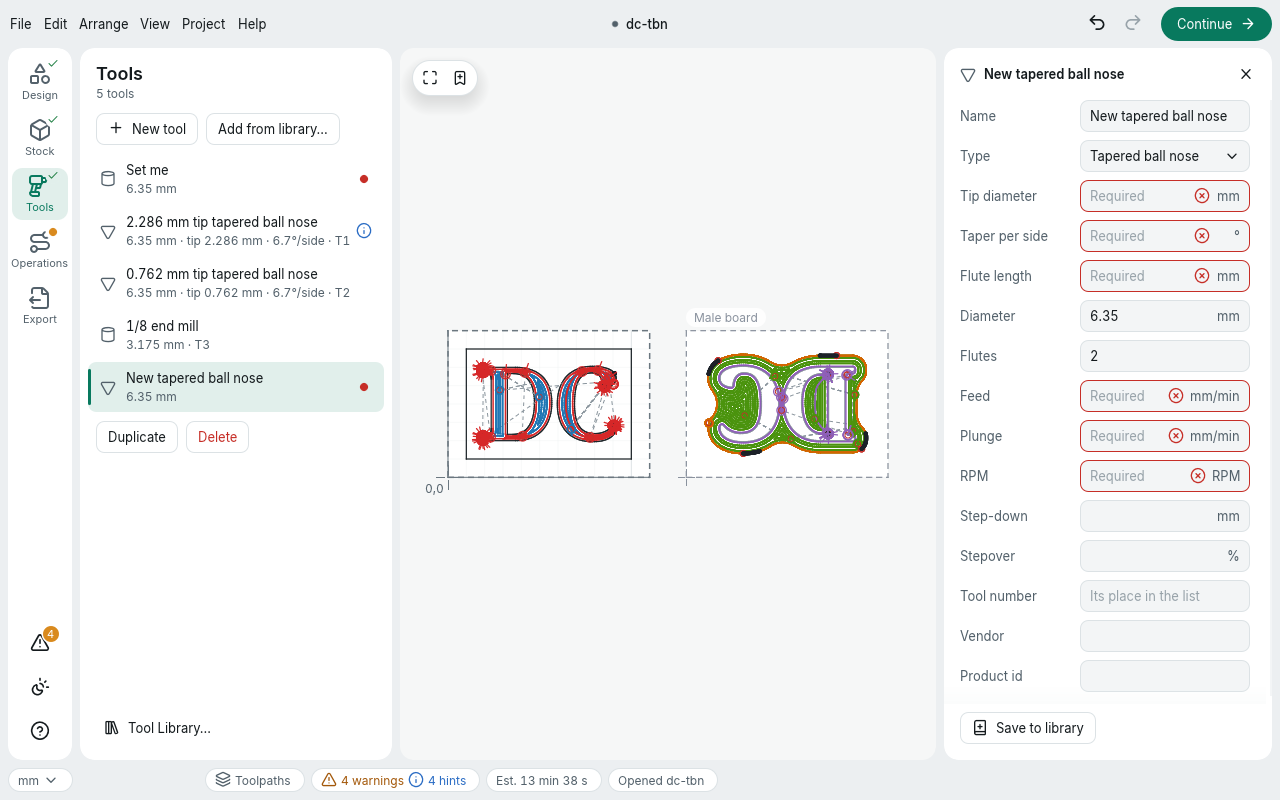 File Edit Arrange View Project Help
dc-tbn
Continue
Design
Stock
Tools
Operations
Export
4
Tools
5 tools
New tool
Add from library...
Set me
6.35 mm
2.286 mm tip tapered ball nose
6.35 mm · tip 2.286 mm · 6.7°/side · T1
0.762 mm tip tapered ball nose
6.35 mm · tip 0.762 mm · 6.7°/side · T2
1/8 end mill
3.175 mm · T3
New tapered ball nose
6.35 mm
Duplicate
Delete
Tool Library...
Male board
DC
0,0
New tapered ball nose
Name New tapered ball nose
Type Tapered ball nose
Tip diameter Required mm
Taper per side Required °
Flute length Required mm
Diameter 6.35 mm
Flutes 2
Feed Required mm/min
Plunge Required mm/min
RPM Required RPM
Step-down mm
Stepover %
Tool number Its place in the list
Vendor
Product id
Save to library
mm
Toolpaths
4 warnings 4 hints
Est. 13 min 38 s
Opened dc-tbn